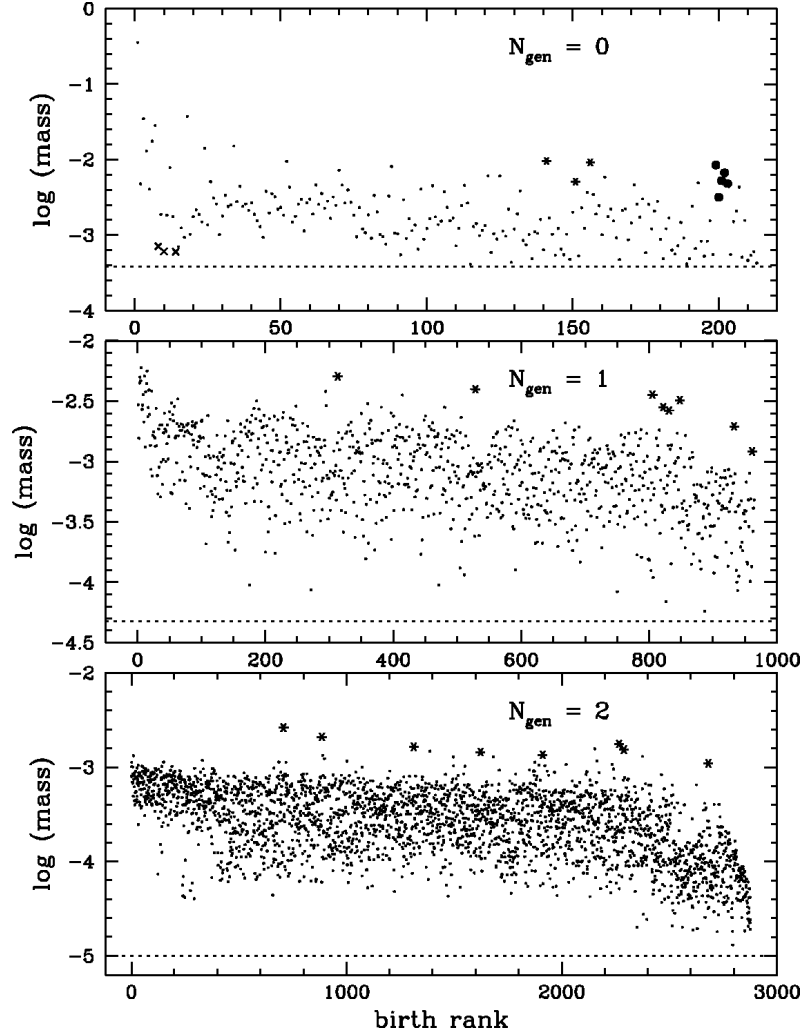 0
−1
−2
−3
−4
log (mass)
N_gen = 0
0 50 100 150 200
−2
−2.5
−3
−3.5
−4
−4.5
log (mass)
N_gen = 1
0 200 400 600 800 1000
−2
−3
−4
−5
log (mass)
N_gen = 2
0 1000 2000 3000
birth rank